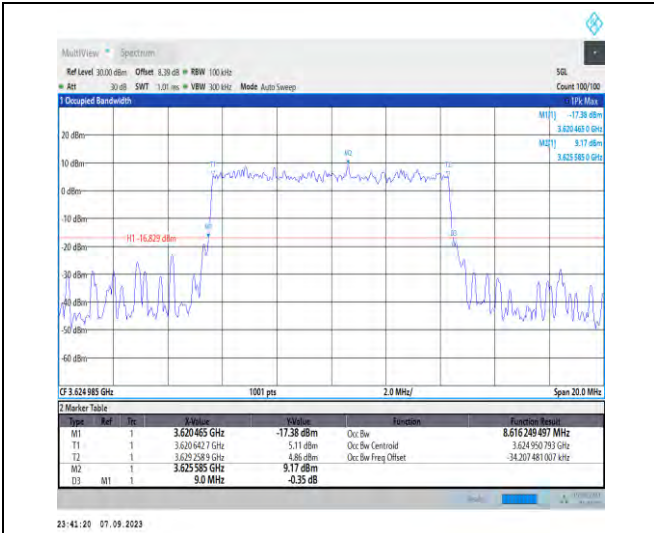 MultiView Spectrum
Ref Level 30.00 dBm Offset 8.39 dB RBW 100 kHz SGL
Att 30 dB SWT 1.01 ms VBW 300 kHz Mode Auto Sweep Count 100/100
1 Occupied Bandwidth 1Pk Max
M1[1] -17.38 dBm
3.620 465 0 GHz
M2[1] 9.17 dBm
3.625 585 0 GHz
20 dBm
M2
10 dBm
T1 T2
0 dBm
-10 dBm
M1
H1 -16.829 dBm
D3
-20 dBm
-30 dBm
-40 dBm
-50 dBm
-60 dBm
CF 3.624 985 GHz 1001 pts 2.0 MHz/ Span 20.0 MHz
2 Marker Table
Type Ref Trc X-Value Y-Value Function Function Result
M1 1 3.620 465 GHz -17.38 dBm Occ Bw 8.616 249 497 MHz
T1 1 3.620 642 7 GHz 5.11 dBm Occ Bw Centroid 3.624 950 793 GHz
T2 1 3.629 258 9 GHz 4.86 dBm Occ Bw Freq Offset -34.207 481 007 kHz
M2 1 3.625 585 GHz 9.17 dBm
D3 M1 1 9.0 MHz -0.35 dB
23:41:20 07.09.2023